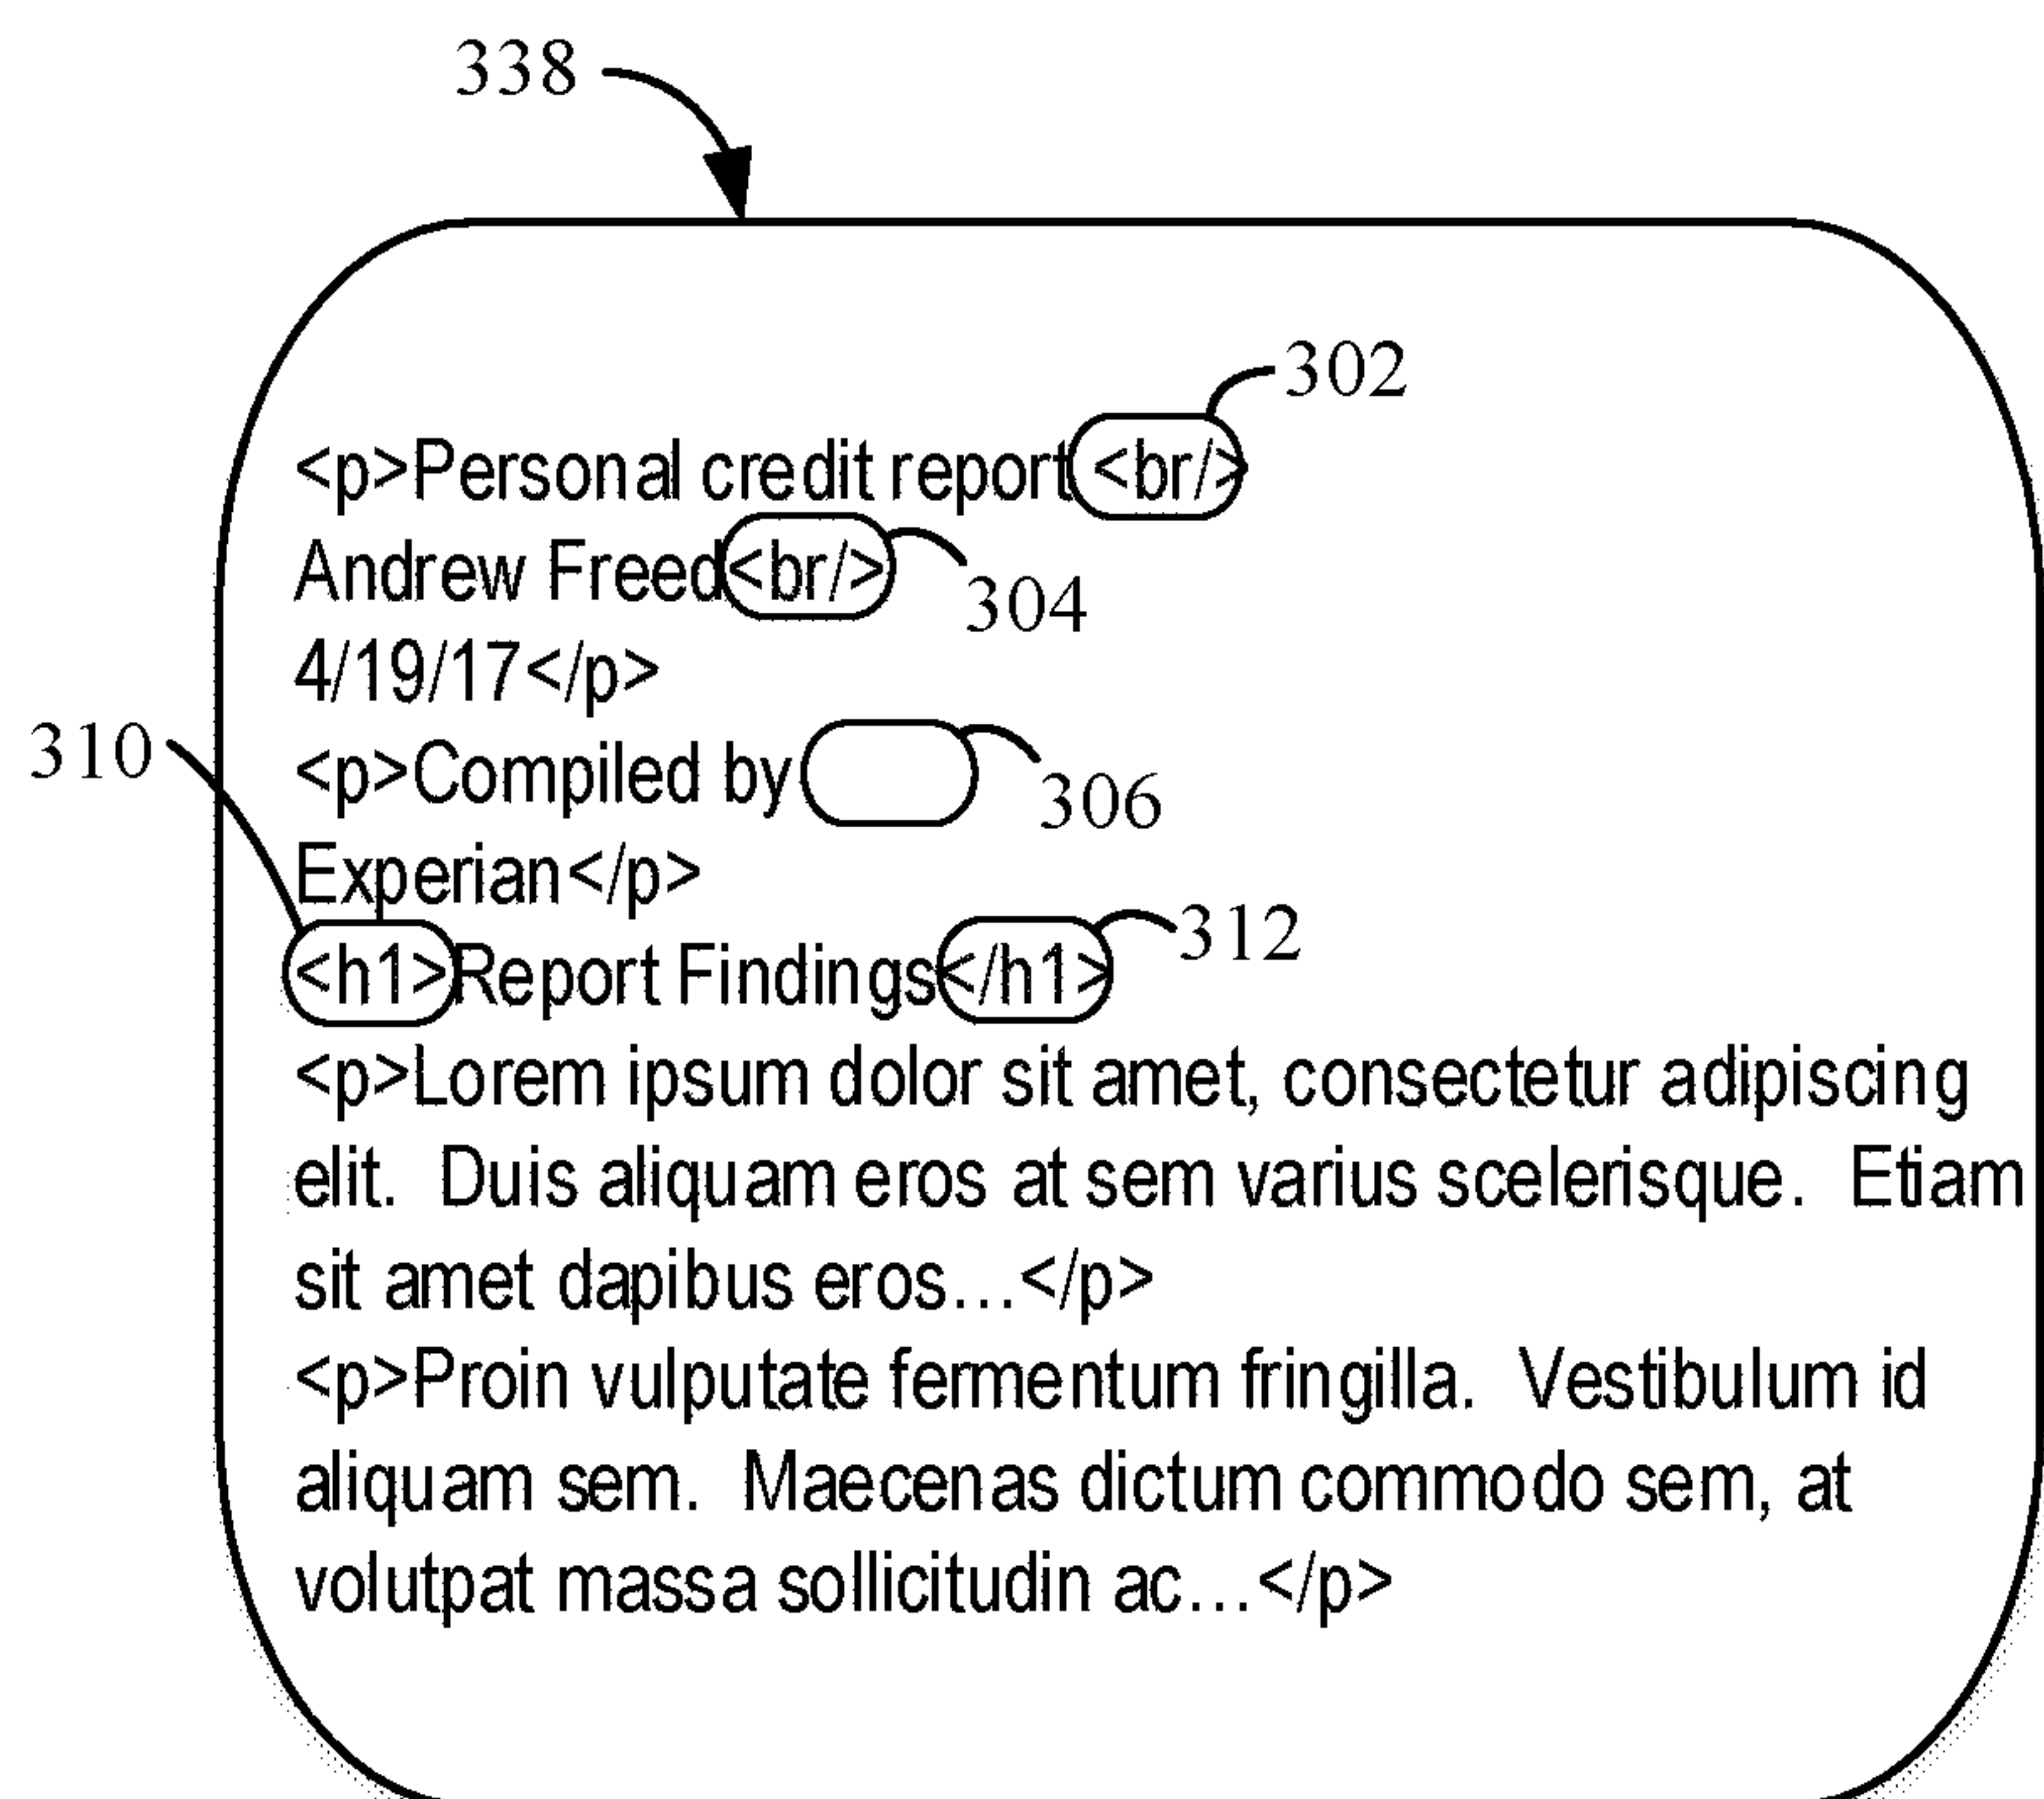 338
302
<p>Personal credit report <br/>
Andrew Freed<br/>
304
4/19/17</p>
310
<p>Compiled by
306
Experian</p>
312
<h1>Report Findings</h1>
<p>Lorem ipsum dolor sit amet, consectetur adipiscing
elit.  Duis aliquam eros at sem varius scelerisque.  Etiam
sit amet dapibus eros...</p>
<p>Proin vulputate fermentum fringilla.  Vestibulum id
aliquam sem.  Maecenas dictum commodo sem, at
volutpat massa sollicitudin ac...</p>